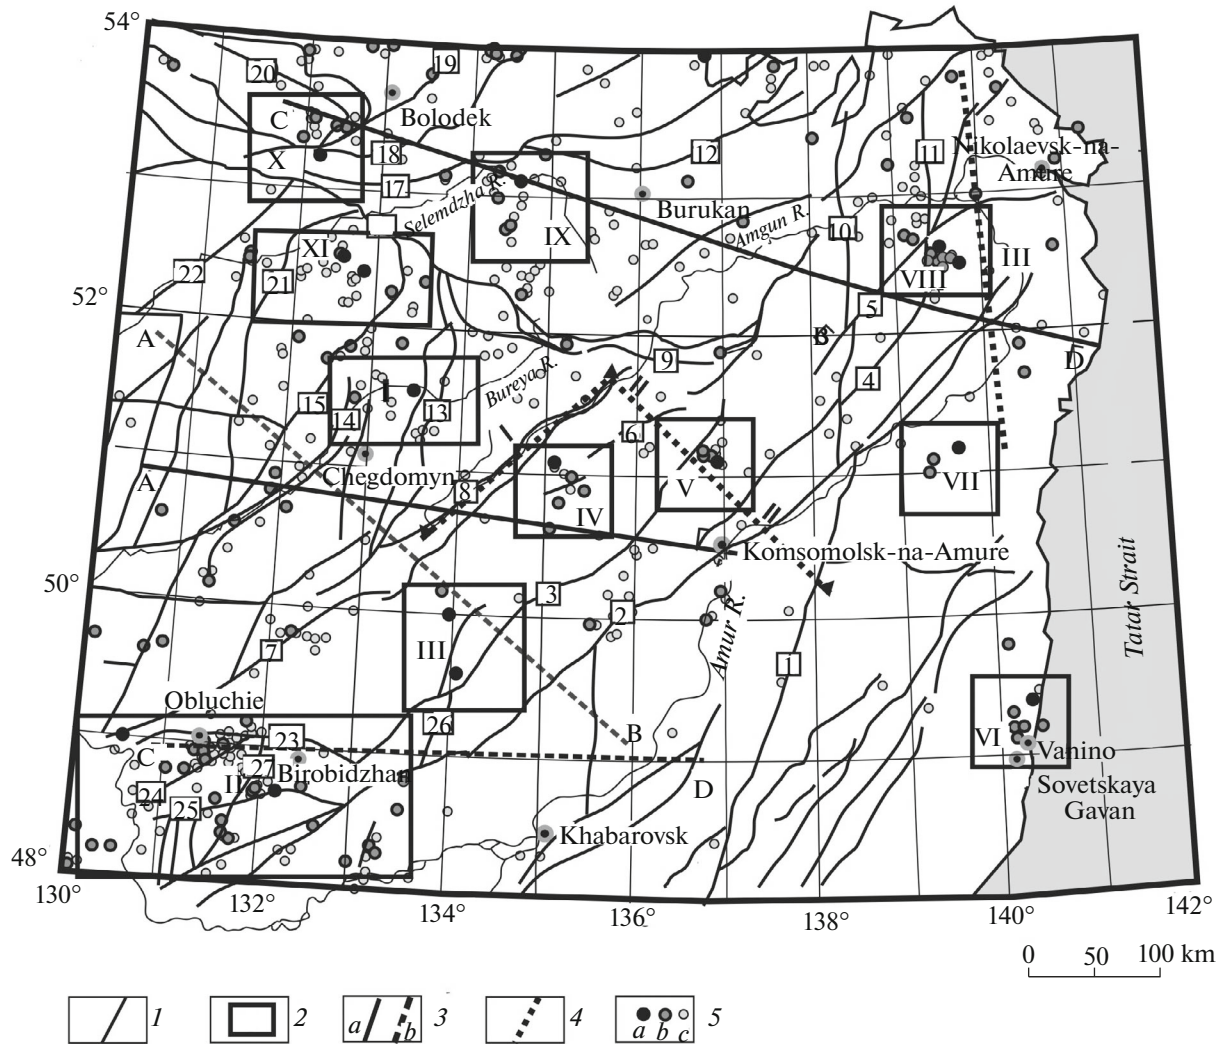 54°
20
19
C
Bolodek
X
18
12
11
Nikolaevsk-na-
Amure
17
Selemdzha R.
Burukan
XI
IX
Amgun R.
10
22
21
VIII
III
52°
5
A
B
D
9
4
Bureya R.
15
14
I
13
6
Chegdomyn
A
8
V
VII
IV
Komsomolsk-na-Amure
50°
3
2
Amur R.
Tatar Strait
7
III
1
Obluchie
26
23
B
VI
Vanino
C
27
II
Birobidzhan
D
Sovetskaya
Gavan
24
25
Khabarovsk
48°
130°
132°
134°
136°
138°
140°
142°
0 50 100 km
1
2
a b 3
4
a b c 5